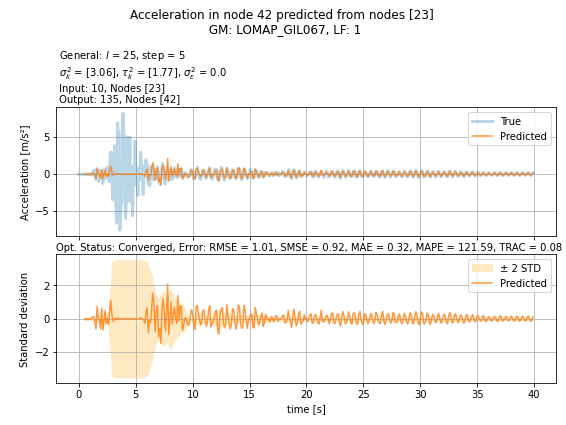 Acceleration in node 42 predicted from nodes [23]
GM: LOMAP_GIL067, LF: 1
General: l = 25, step = 5
σ²ₖ = [3.06], τ²ₖ = [1.77], σ²ε = 0.0
Input: 10, Nodes [23]
Output: 135, Nodes [42]
Acceleration [m/s²]
5
0
−5
True
Predicted
Opt. Status: Converged, Error: RMSE = 1.01, SMSE = 0.92, MAE = 0.32, MAPE = 121.59, TRAC = 0.08
Standard deviation
2
0
−2
± 2 STD
Predicted
0 5 10 15 20 25 30 35 40
time [s]